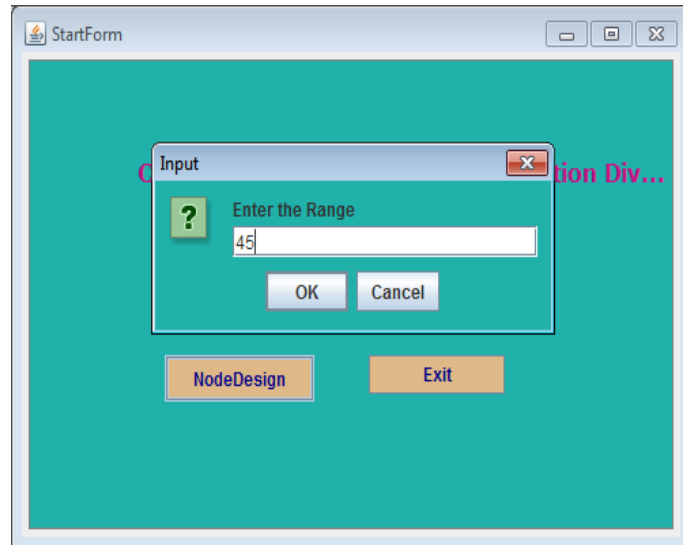 StartForm
Input
tion Div...
Enter the Range
45
OK Cancel
NodeDesign Exit